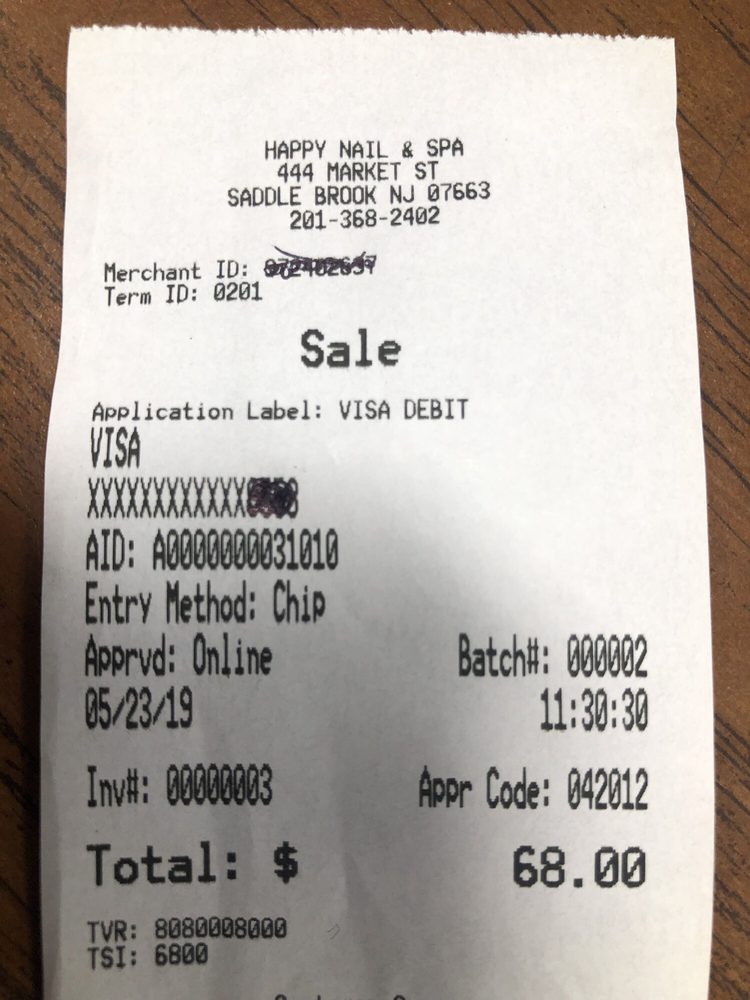 HAPPY NAIL & SPA
444 MARKET ST
SADDLE BROOK NJ 07663
201-368-2402
Merchant ID:
Term ID: 0201
Sale
Application Label: VISA DEBIT
VISA
XXXXXXXXXXXX
AID: A0000000031010
Entry Method: Chip
Apprvd: Online Batch#: 000002
05/23/19 11:30:30
Inv#: 00000003 Appr Code: 042012
Total: $ 68.00
TVR: 8080008000
TSI: 6800